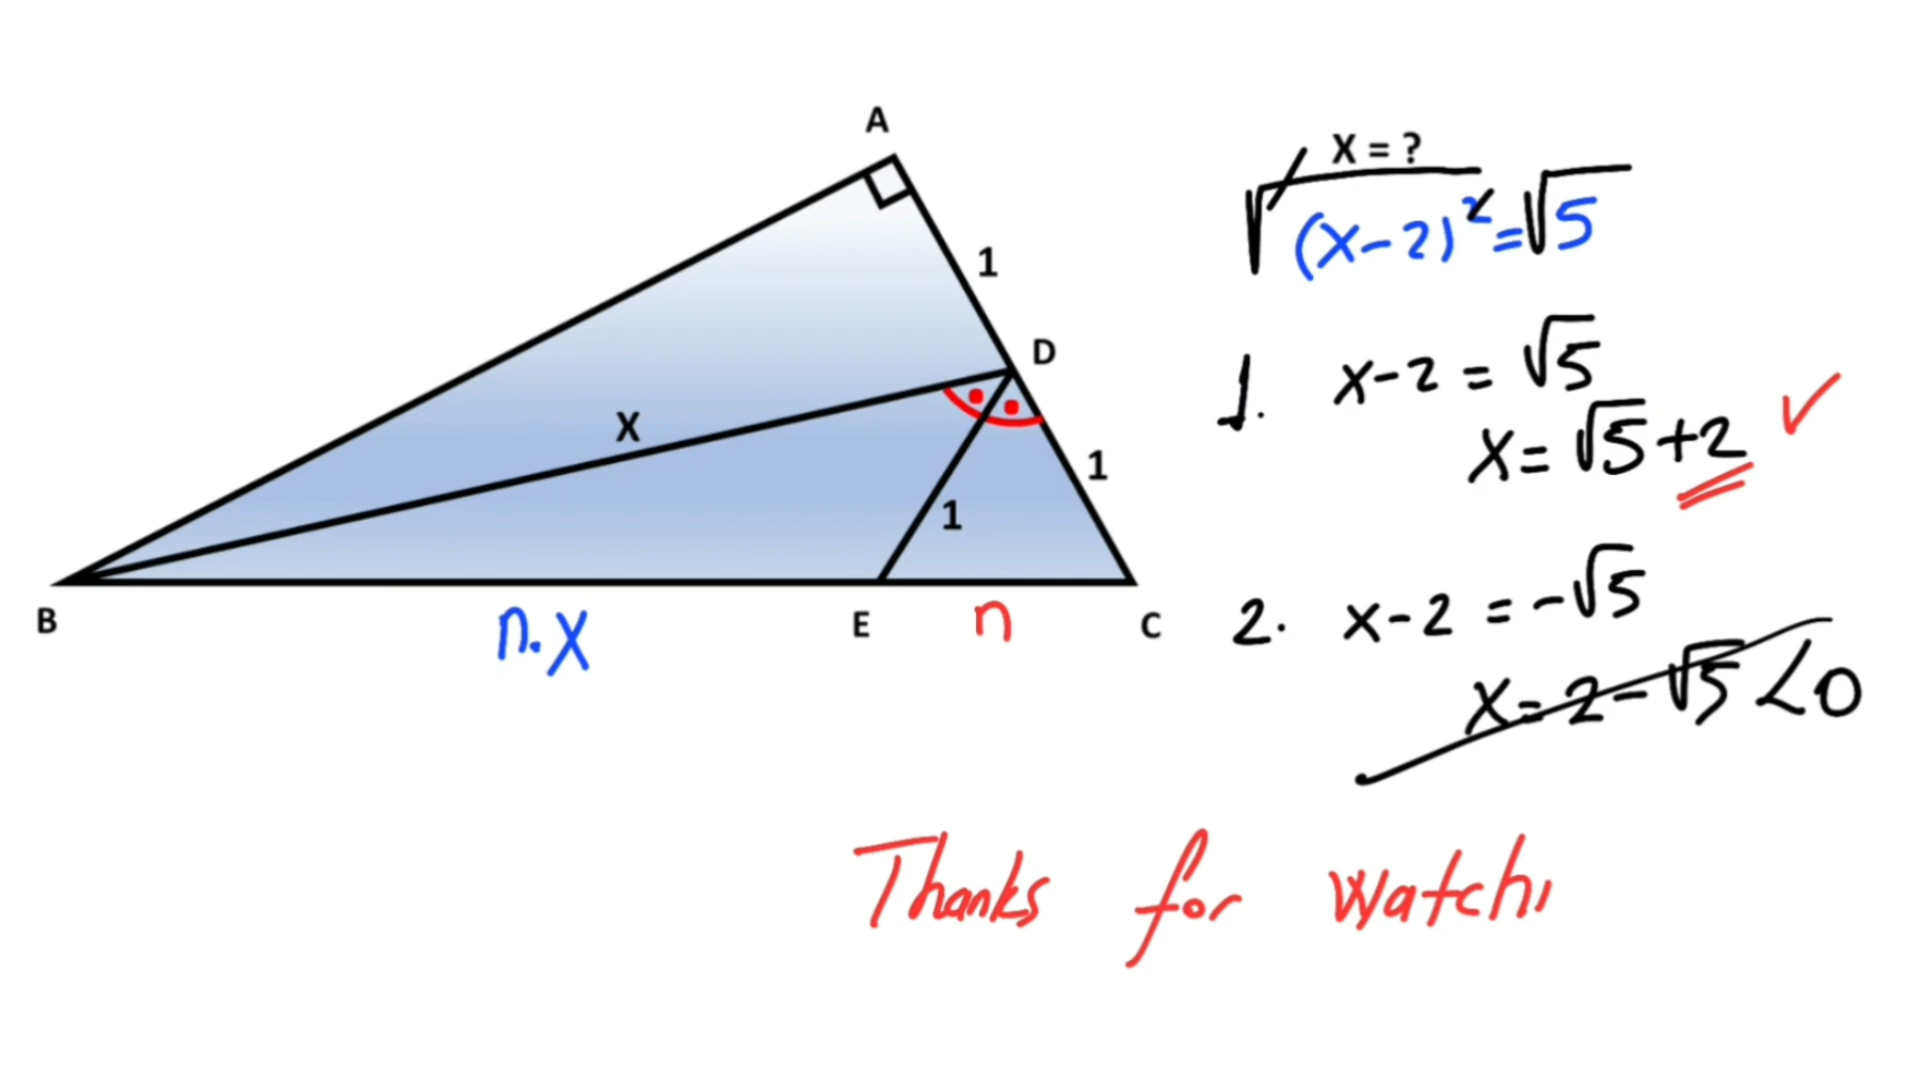 A
X = ?
√(x-2)² = √5
1
D
1. x-2 = √5
X
x = √5+2 ✓
1
1
2. x-2 = -√5
B
n.x
E
n
C
x = 2-√5 < 0
Thanks for watchi